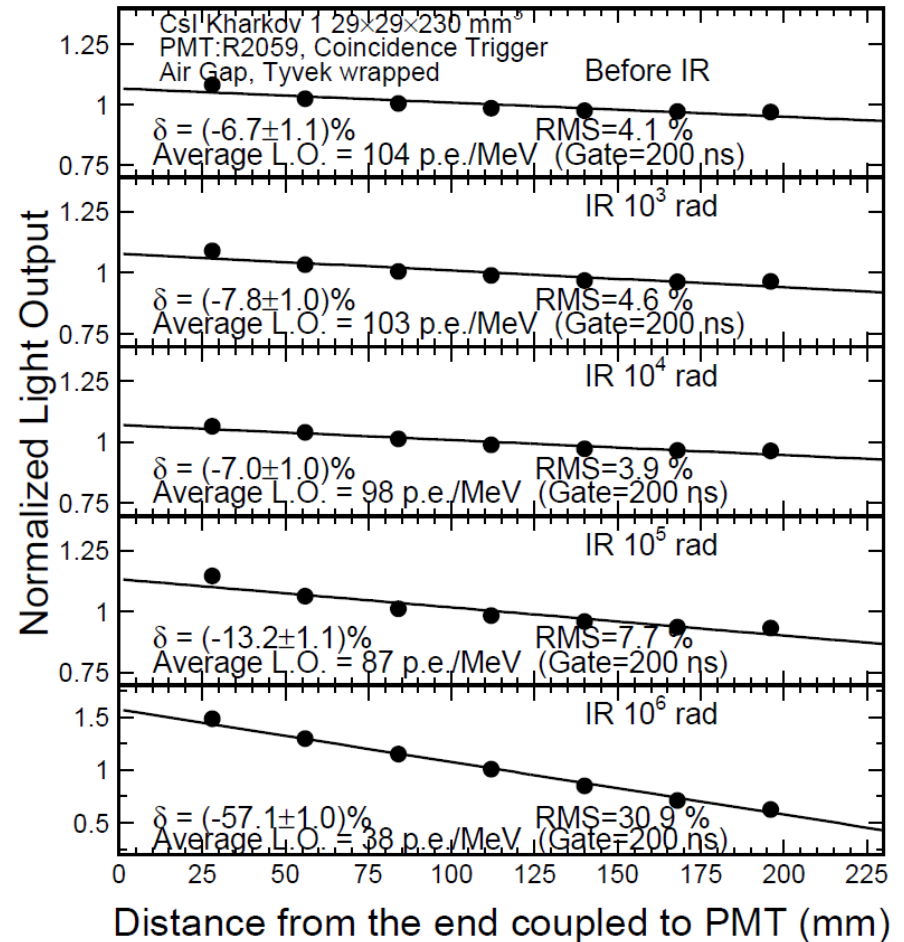 CsI Kharkov 1 29×29×230 mm³
PMT:R2059, Coincidence Trigger
Air Gap, Tyvek wrapped
Before IR
δ = (-6.7±1.1)%
RMS=4.1 %
Average L.O. = 104 p.e./MeV (Gate=200 ns)
1.25
1
0.75
IR 10³ rad
δ = (-7.8±1.0)%
RMS=4.6 %
Average L.O. = 103 p.e./MeV (Gate=200 ns)
1.25
1
0.75
IR 10⁴ rad
δ = (-7.0±1.0)%
RMS=3.9 %
Average L.O. = 98 p.e./MeV (Gate=200 ns)
1.25
1
0.75
IR 10⁵ rad
δ = (-13.2±1.1)%
RMS=7.7 %
Average L.O. = 87 p.e./MeV (Gate=200 ns)
1.25
1
0.75
IR 10⁶ rad
δ = (-57.1±1.0)%
RMS=30.9 %
Average L.O. = 38 p.e./MeV (Gate=200 ns)
1.5
1
0.5
0 25 50 75 100 125 150 175 200 225
Normalized Light Output
Distance from the end coupled to PMT (mm)